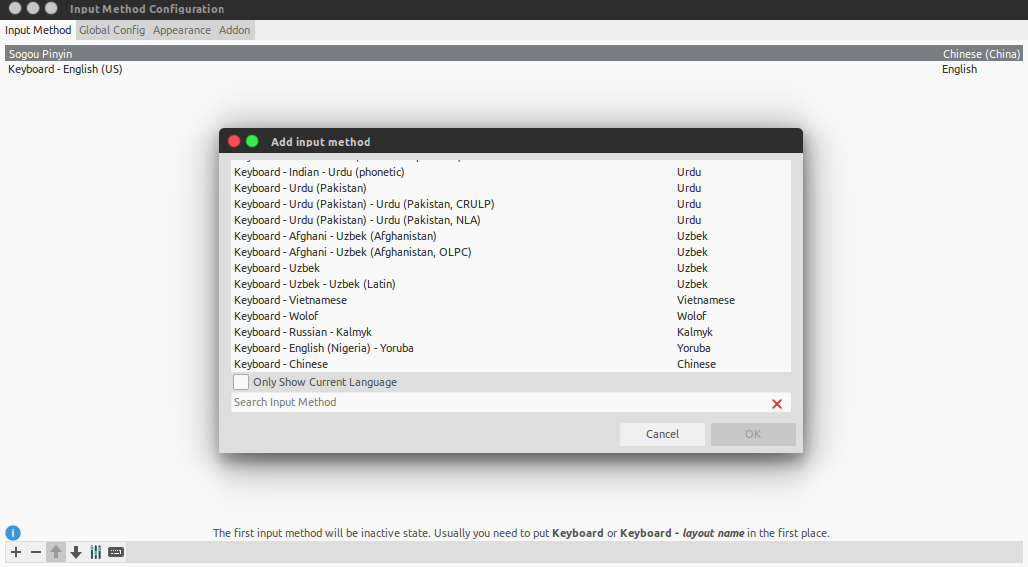 Input Method Configuration
Input Method Global Config Appearance Addon
Sogou Pinyin Chinese (China)
Keyboard - English (US) English
Add input method
Keyboard - Indian - Urdu (phonetic) Urdu
Keyboard - Urdu (Pakistan) Urdu
Keyboard - Urdu (Pakistan) - Urdu (Pakistan, CRULP) Urdu
Keyboard - Urdu (Pakistan) - Urdu (Pakistan, NLA) Urdu
Keyboard - Afghani - Uzbek (Afghanistan) Uzbek
Keyboard - Afghani - Uzbek (Afghanistan, OLPC) Uzbek
Keyboard - Uzbek Uzbek
Keyboard - Uzbek - Uzbek (Latin) Uzbek
Keyboard - Vietnamese Vietnamese
Keyboard - Wolof Wolof
Keyboard - Russian - Kalmyk Kalmyk
Keyboard - English (Nigeria) - Yoruba Yoruba
Keyboard - Chinese Chinese
Only Show Current Language
Search Input Method
Cancel OK
The first input method will be inactive state. Usually you need to put Keyboard or Keyboard - layout name in the first place.